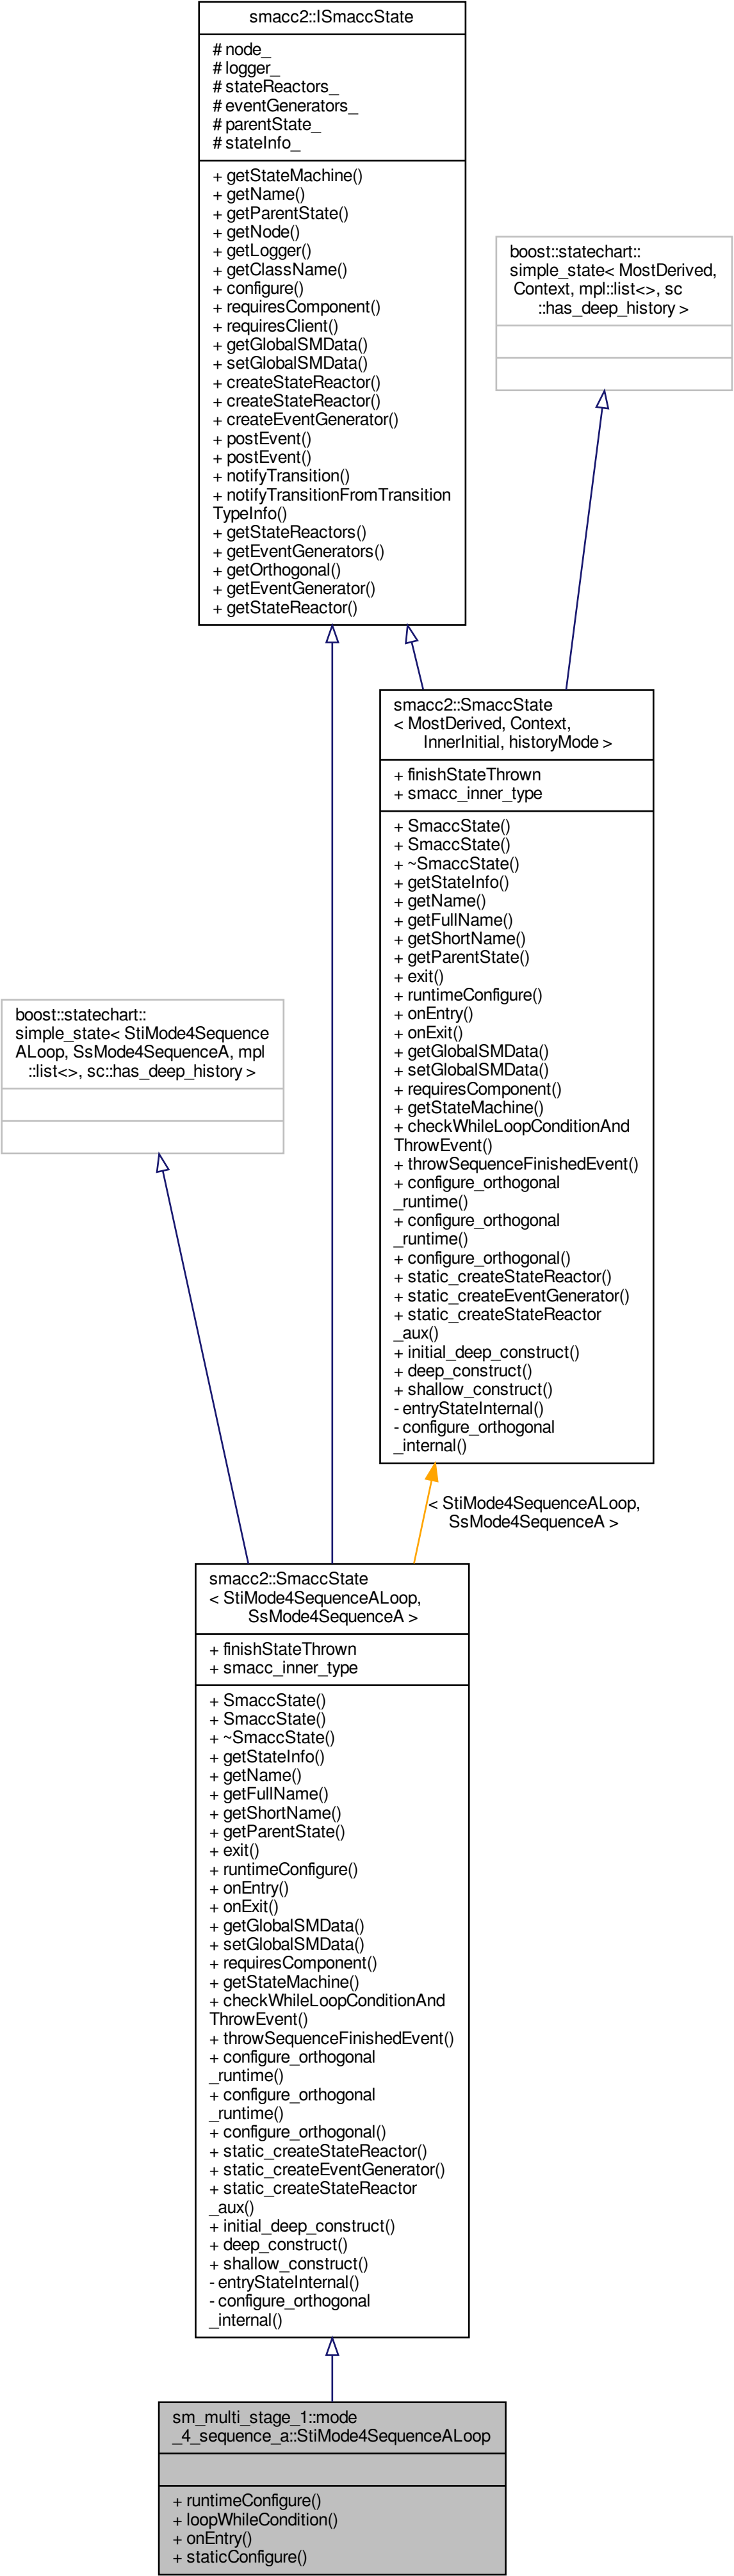 smacc2::ISmaccState
# node_
# logger_
# stateReactors_
# eventGenerators_
# parentState_
# stateInfo_
+ getStateMachine()
+ getName()
+ getParentState()
+ getNode()
+ getLogger()
+ getClassName()
+ configure()
+ requiresComponent()
+ requiresClient()
+ getGlobalSMData()
+ setGlobalSMData()
+ createStateReactor()
+ createStateReactor()
+ createEventGenerator()
+ postEvent()
+ postEvent()
+ notifyTransition()
+ notifyTransitionFromTransition
TypeInfo()
+ getStateReactors()
+ getEventGenerators()
+ getOrthogonal()
+ getEventGenerator()
+ getStateReactor()
boost::statechart::
simple_state< MostDerived,
Context, mpl::list<>, sc
::has_deep_history >
smacc2::SmaccState
< MostDerived, Context,
InnerInitial, historyMode >
+ finishStateThrown
+ smacc_inner_type
+ SmaccState()
+ SmaccState()
+ ~SmaccState()
+ getStateInfo()
+ getName()
+ getFullName()
+ getShortName()
+ getParentState()
+ exit()
+ runtimeConfigure()
+ onEntry()
+ onExit()
+ getGlobalSMData()
+ setGlobalSMData()
+ requiresComponent()
+ getStateMachine()
+ checkWhileLoopConditionAnd
ThrowEvent()
+ throwSequenceFinishedEvent()
+ configure_orthogonal
_runtime()
+ configure_orthogonal
_runtime()
+ configure_orthogonal()
+ static_createStateReactor()
+ static_createEventGenerator()
+ static_createStateReactor
_aux()
+ initial_deep_construct()
+ deep_construct()
+ shallow_construct()
- entryStateInternal()
- configure_orthogonal
_internal()
boost::statechart::
simple_state< StiMode4Sequence
ALoop, SsMode4SequenceA, mpl
::list<>, sc::has_deep_history >
< StiMode4SequenceALoop,
SsMode4SequenceA >
smacc2::SmaccState
< StiMode4SequenceALoop,
SsMode4SequenceA >
+ finishStateThrown
+ smacc_inner_type
+ SmaccState()
+ SmaccState()
+ ~SmaccState()
+ getStateInfo()
+ getName()
+ getFullName()
+ getShortName()
+ getParentState()
+ exit()
+ runtimeConfigure()
+ onEntry()
+ onExit()
+ getGlobalSMData()
+ setGlobalSMData()
+ requiresComponent()
+ getStateMachine()
+ checkWhileLoopConditionAnd
ThrowEvent()
+ throwSequenceFinishedEvent()
+ configure_orthogonal
_runtime()
+ configure_orthogonal
_runtime()
+ configure_orthogonal()
+ static_createStateReactor()
+ static_createEventGenerator()
+ static_createStateReactor
_aux()
+ initial_deep_construct()
+ deep_construct()
+ shallow_construct()
- entryStateInternal()
- configure_orthogonal
_internal()
sm_multi_stage_1::mode
_4_sequence_a::StiMode4SequenceALoop
+ runtimeConfigure()
+ loopWhileCondition()
+ onEntry()
+ staticConfigure()